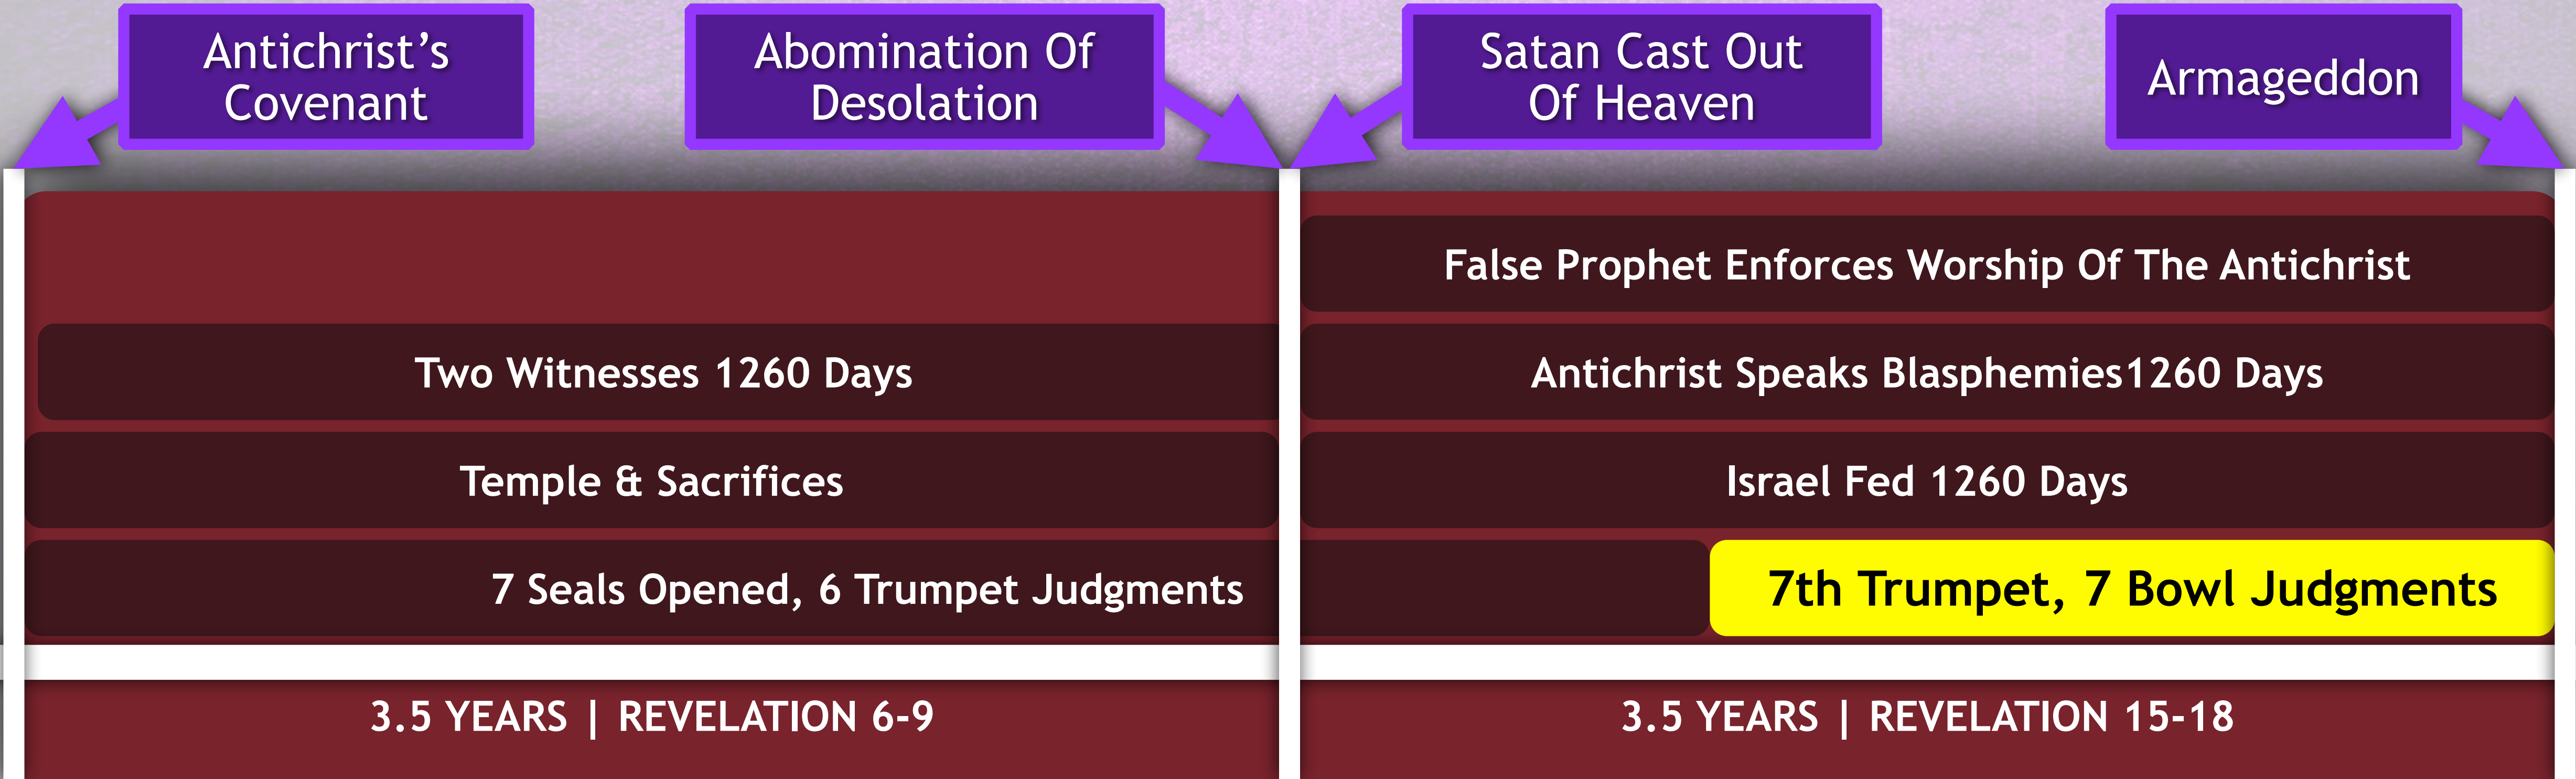 Antichrist's
Covenant
Abomination Of
Desolation
Satan Cast Out
Of Heaven
Armageddon
False Prophet Enforces Worship Of The Antichrist
Two Witnesses 1260 Days
Antichrist Speaks Blasphemies1260 Days
Temple & Sacrifices
Israel Fed 1260 Days
7 Seals Opened, 6 Trumpet Judgments
7th Trumpet, 7 Bowl Judgments
3.5 YEARS | REVELATION 6-9
3.5 YEARS | REVELATION 15-18